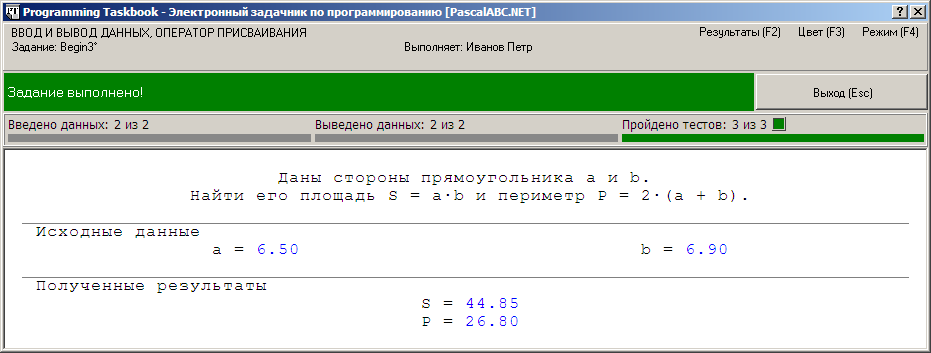 Programming Taskbook - Электронный задачник по программированию [PascalABC.NET]
ВВОД И ВЫВОД ДАННЫХ, ОПЕРАТОР ПРИСВАИВАНИЯ
Результаты (F2) Цвет (F3) Режим (F4)
Задание: Begin3°
Выполняет: Иванов Петр
Задание выполнено!
Выход (Esc)
Введено данных: 2 из 2
Выведено данных: 2 из 2
Пройдено тестов: 3 из 3
Даны стороны прямоугольника a и b.
Найти его площадь S = a·b и периметр P = 2·(a + b).
Исходные данные
a = 6.50 b = 6.90
Полученные результаты
S = 44.85
P = 26.80